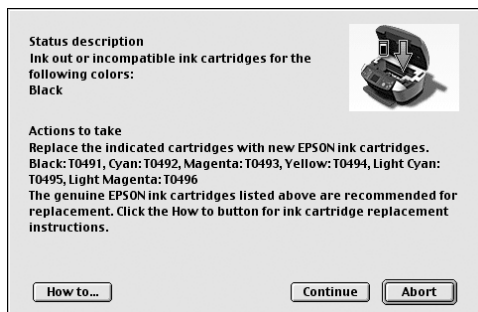 Status description
Ink out or incompatible ink cartridges for the
following colors:
Black
Actions to take
Replace the indicated cartridges with new EPSON ink cartridges.
Black: T0491, Cyan: T0492, Magenta: T0493, Yellow: T0494, Light Cyan:
T0495, Light Magenta: T0496
The genuine EPSON ink cartridges listed above are recommended for
replacement. Click the How to button for ink cartridge replacement
instructions.
How to...
Continue
Abort